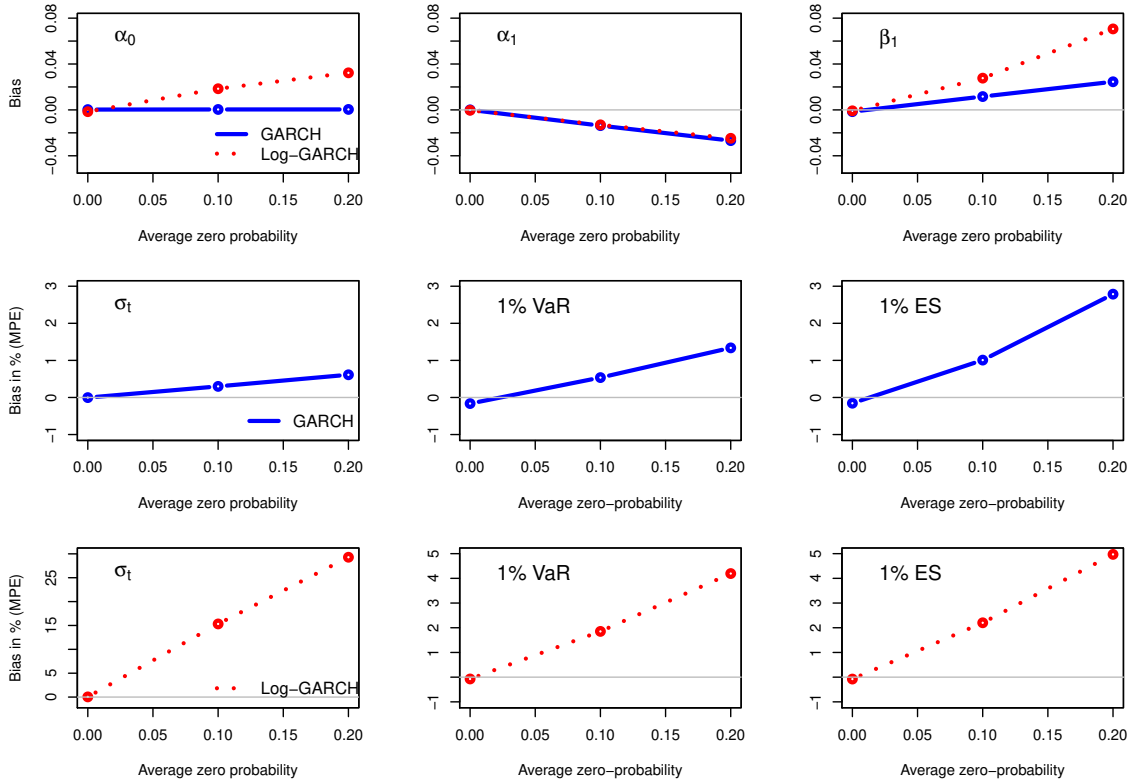 α0
Bias
−0.04 0.00 0.04 0.08
GARCH
Log−GARCH
0.00 0.05 0.10 0.15 0.20
Average zero probability
α1
−0.04 0.00 0.04 0.08
0.00 0.05 0.10 0.15 0.20
Average zero probability
β1
−0.04 0.00 0.04 0.08
0.00 0.05 0.10 0.15 0.20
Average zero probability
σt
Bias in % (MPE)
−1 0 1 2 3
GARCH
0.00 0.05 0.10 0.15 0.20
Average zero probability
1% VaR
−1 0 1 2 3
0.00 0.05 0.10 0.15 0.20
Average zero−probability
1% ES
−1 0 1 2 3
0.00 0.05 0.10 0.15 0.20
Average zero−probability
σt
Bias in % (MPE)
0 5 15 25
Log−GARCH
0.00 0.05 0.10 0.15 0.20
Average zero probability
1% VaR
−1 1 2 3 4 5
0.00 0.05 0.10 0.15 0.20
Average zero−probability
1% ES
−1 1 2 3 4 5
0.00 0.05 0.10 0.15 0.20
Average zero−probability